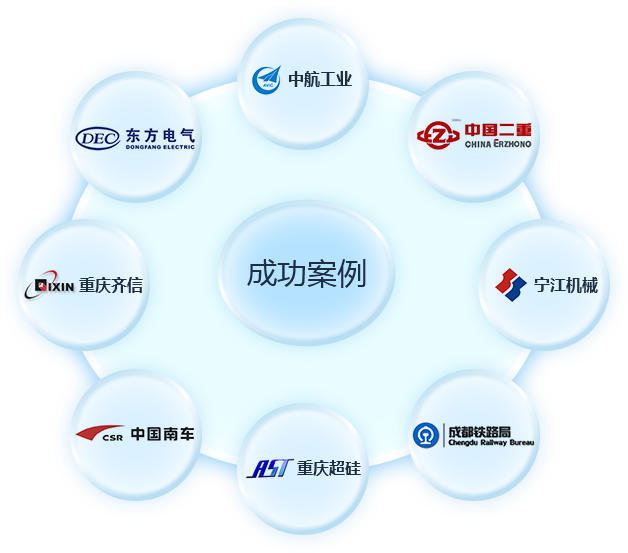 AVIC 中航工业
DEC 东方电气
DONGFANG ELECTRIC
中国二重
CHINA ERZHONG
成功案例
QIXIN 重庆齐信
宁江机械
CSR 中国南车
成都铁路局
Chengdu Railway Bureau
AST 重庆超硅